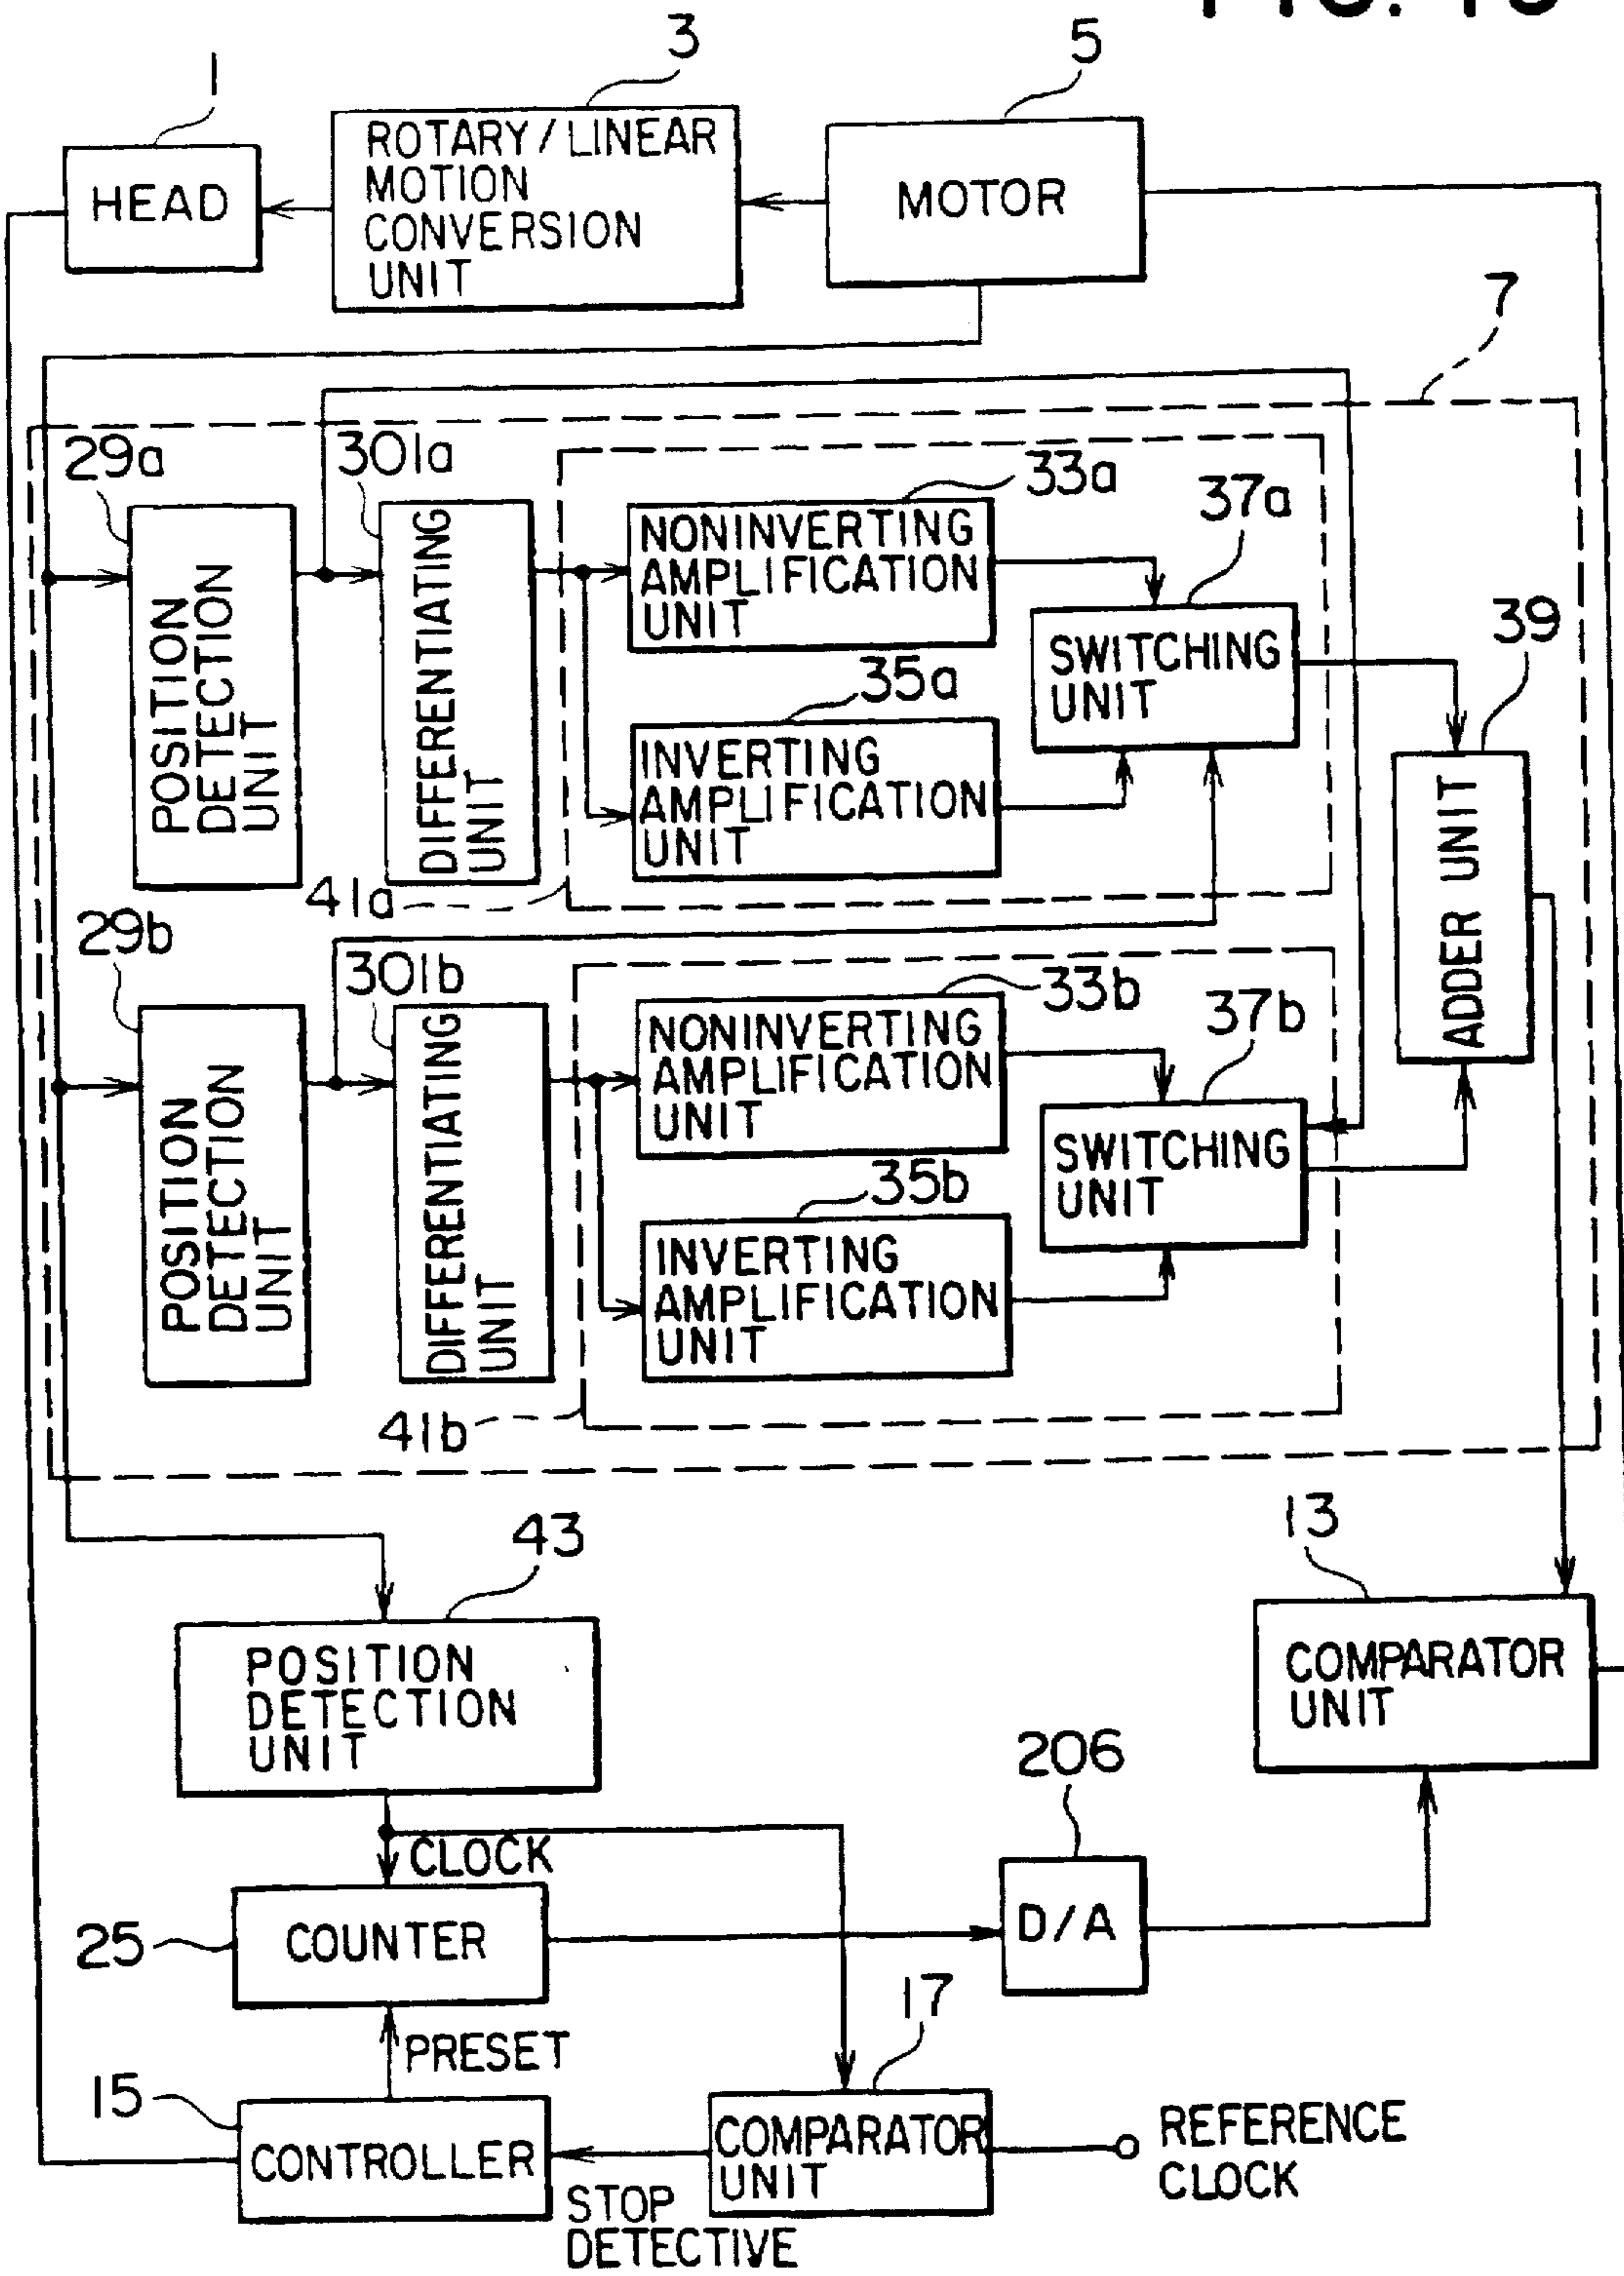 1
3
5
HEAD
ROTARY/LINEAR
MOTION
CONVERSION
UNIT
MOTOR
7
29a
301a
33a
37a
39
POSITION
DETECTION
UNIT
DIFFERENTIATING
UNIT
NONINVERTING
AMPLIFICATION
UNIT
SWITCHING
UNIT
35a
INVERTING
AMPLIFICATION
UNIT
ADDER UNIT
41a
29b
301b
33b
37b
POSITION
DETECTION
UNIT
DIFFERENTIATING
UNIT
NONINVERTING
AMPLIFICATION
UNIT
SWITCHING
UNIT
35b
INVERTING
AMPLIFICATION
UNIT
41b
43
13
POSITION
DETECTION
UNIT
COMPARATOR
UNIT
206
CLOCK
25
COUNTER
D/A
17
PRESET
15
CONTROLLER
COMPARATOR
UNIT
REFERENCE
CLOCK
STOP
DETECTIVE